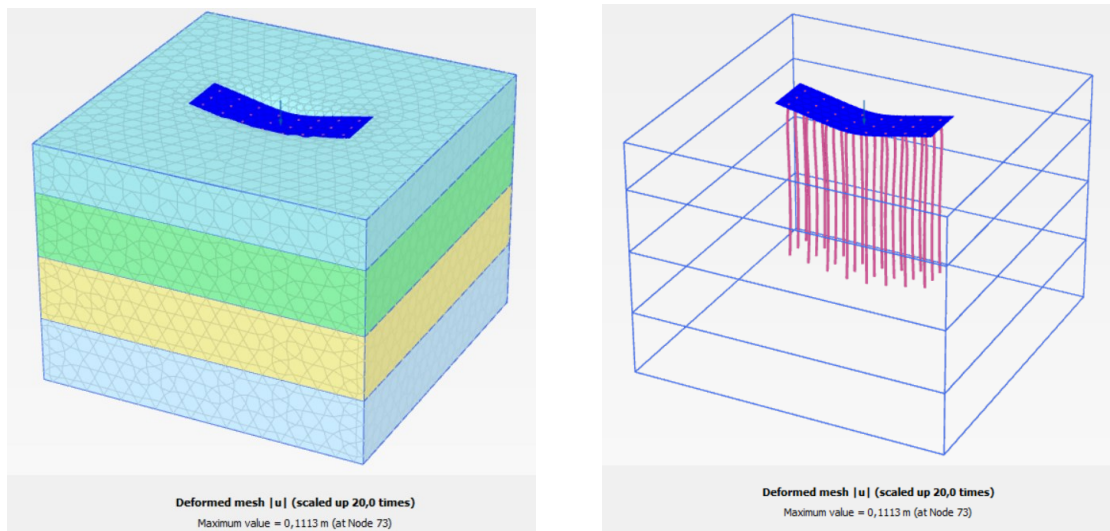 Deformed mesh |u| (scaled up 20,0 times)
Maximum value = 0,1113 m (at Node 73)
Deformed mesh |u| (scaled up 20,0 times)
Maximum value = 0,1113 m (at Node 73)